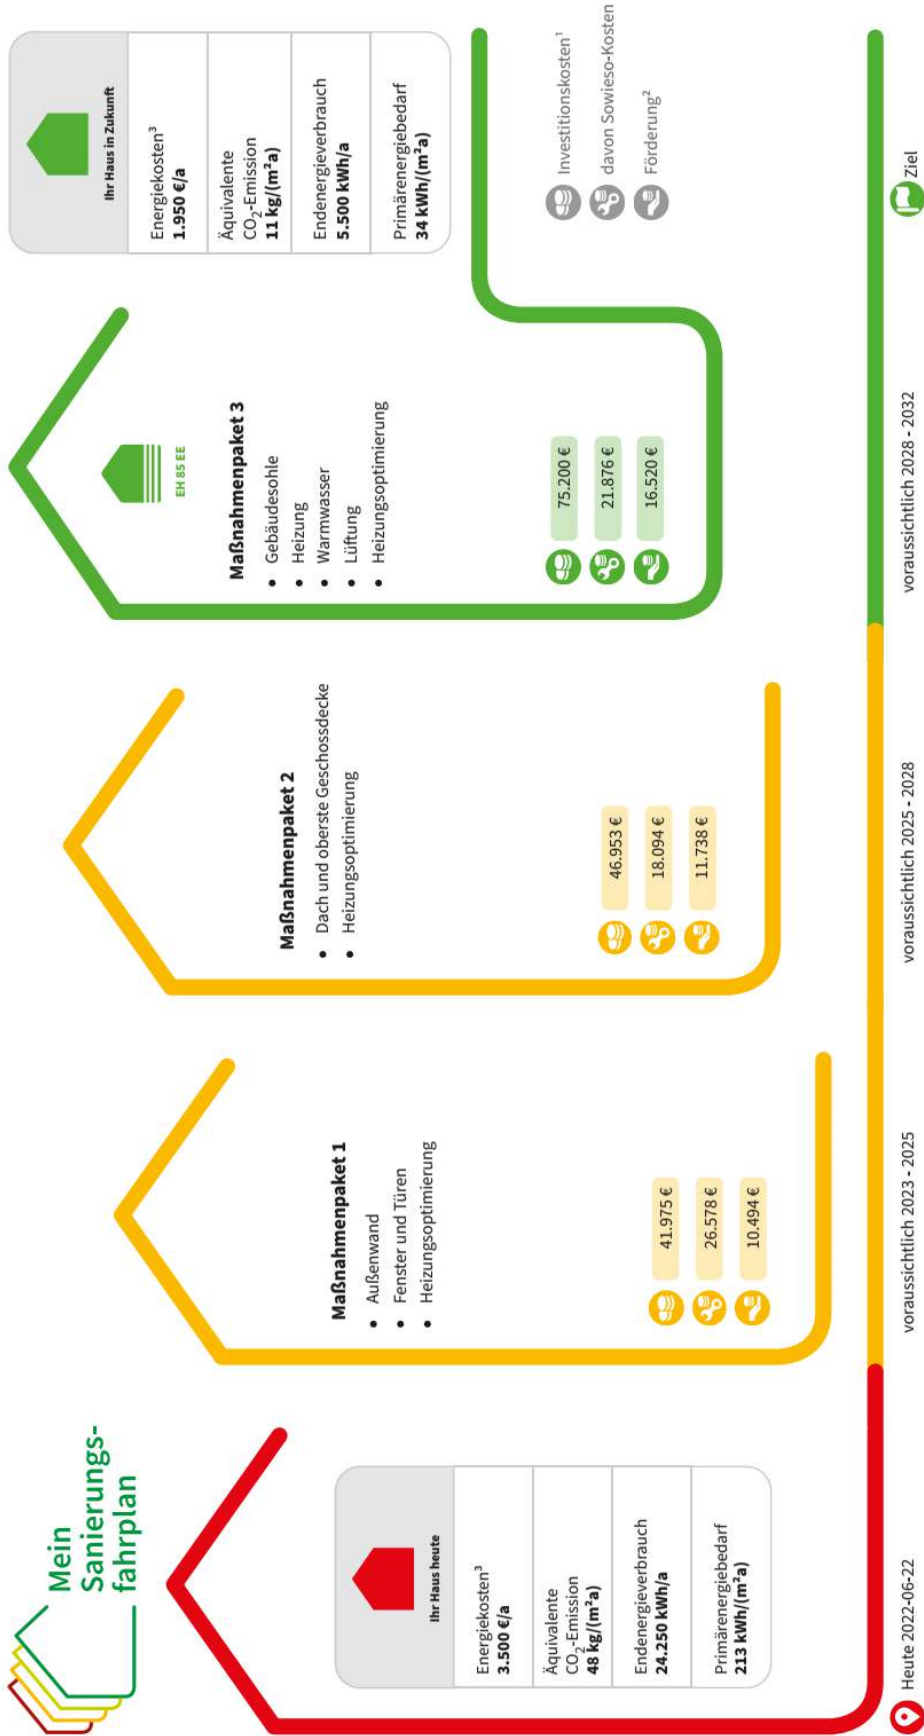 Mein
Sanierungs-
fahrplan
Ihr Haus heute
Energiekosten³
3.500 €/a
Äquivalente
CO₂-Emission
48 kg/(m²a)
Endenergieverbrauch
24.250 kWh/a
Primärenergiebedarf
213 kWh/(m²a)
Maßnahmenpaket 1
• Außenwand
• Fenster und Türen
• Heizungsoptimierung
41.975 €
26.578 €
10.494 €
Maßnahmenpaket 2
• Dach und oberste Geschossdecke
• Heizungsoptimierung
46.953 €
18.094 €
11.738 €
EH 85 EE
Maßnahmenpaket 3
• Gebäudesohle
• Heizung
• Warmwasser
• Lüftung
• Heizungsoptimierung
75.200 €
21.876 €
16.520 €
Ihr Haus in Zukunft
Energiekosten³
1.950 €/a
Äquivalente
CO₂-Emission
11 kg/(m²a)
Endenergieverbrauch
5.500 kWh/a
Primärenergiebedarf
34 kWh/(m²a)
Investitionskosten¹
davon Sowieso-Kosten
Förderung²
Heute 2022-06-22
voraussichtlich 2023 - 2025
voraussichtlich 2025 - 2028
voraussichtlich 2028 - 2032
Ziel